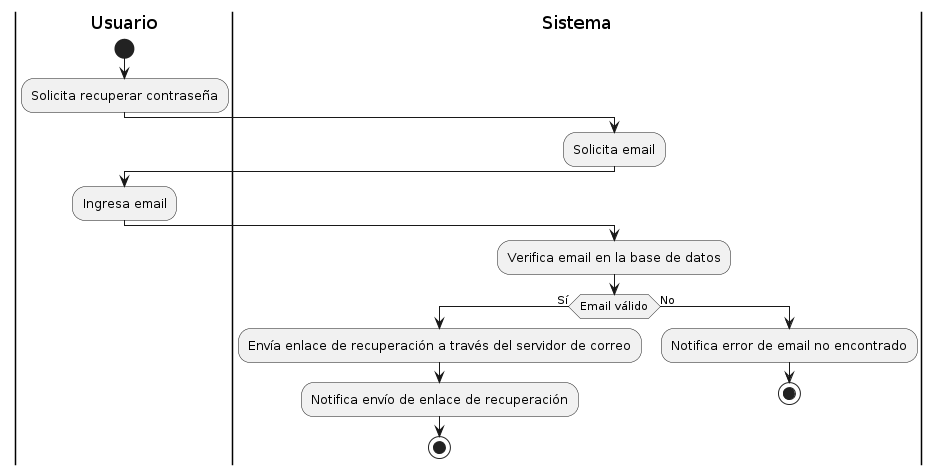 Usuario
Sistema
Solicita recuperar contraseña
Solicita email
Ingresa email
Verifica email en la base de datos
Sí
Email válido
No
Envía enlace de recuperación a través del servidor de correo
Notifica error de email no encontrado
Notifica envío de enlace de recuperación